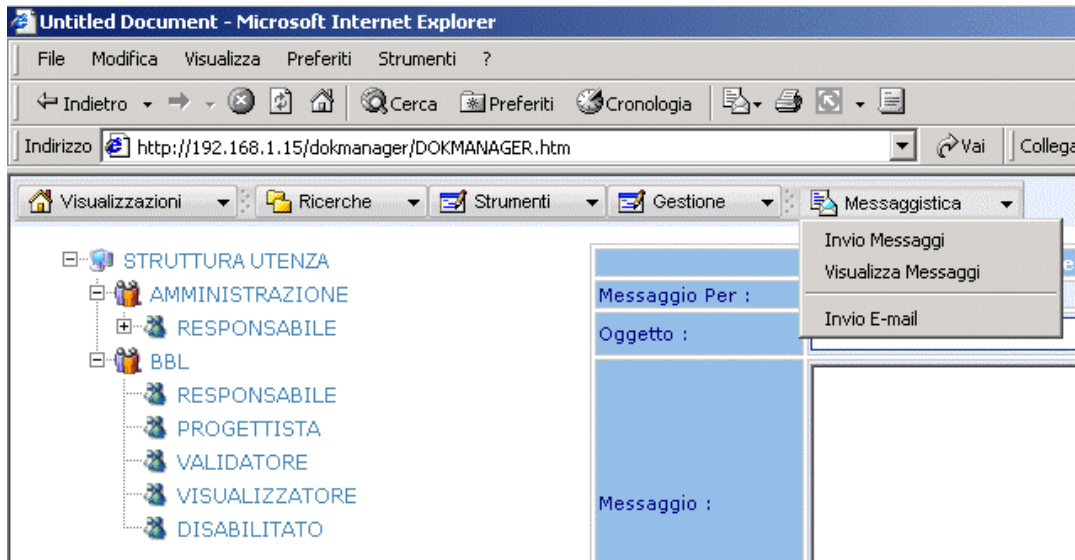 Untitled Document - Microsoft Internet Explorer
File Modifica Visualizza Preferiti Strumenti ?
Indietro Cerca Preferiti Cronologia
Indirizzo http://192.168.1.15/dokmanager/DOKMANAGER.htm Vai Collega
Visualizzazioni Ricerche Strumenti Gestione Messaggistica
Invio Messaggi
Visualizza Messaggi
Invio E-mail
STRUTTURA UTENZA
AMMINISTRAZIONE
RESPONSABILE
BBL
RESPONSABILE
PROGETTISTA
VALIDATORE
VISUALIZZATORE
DISABILITATO
Messaggio Per :
Oggetto :
Messaggio :